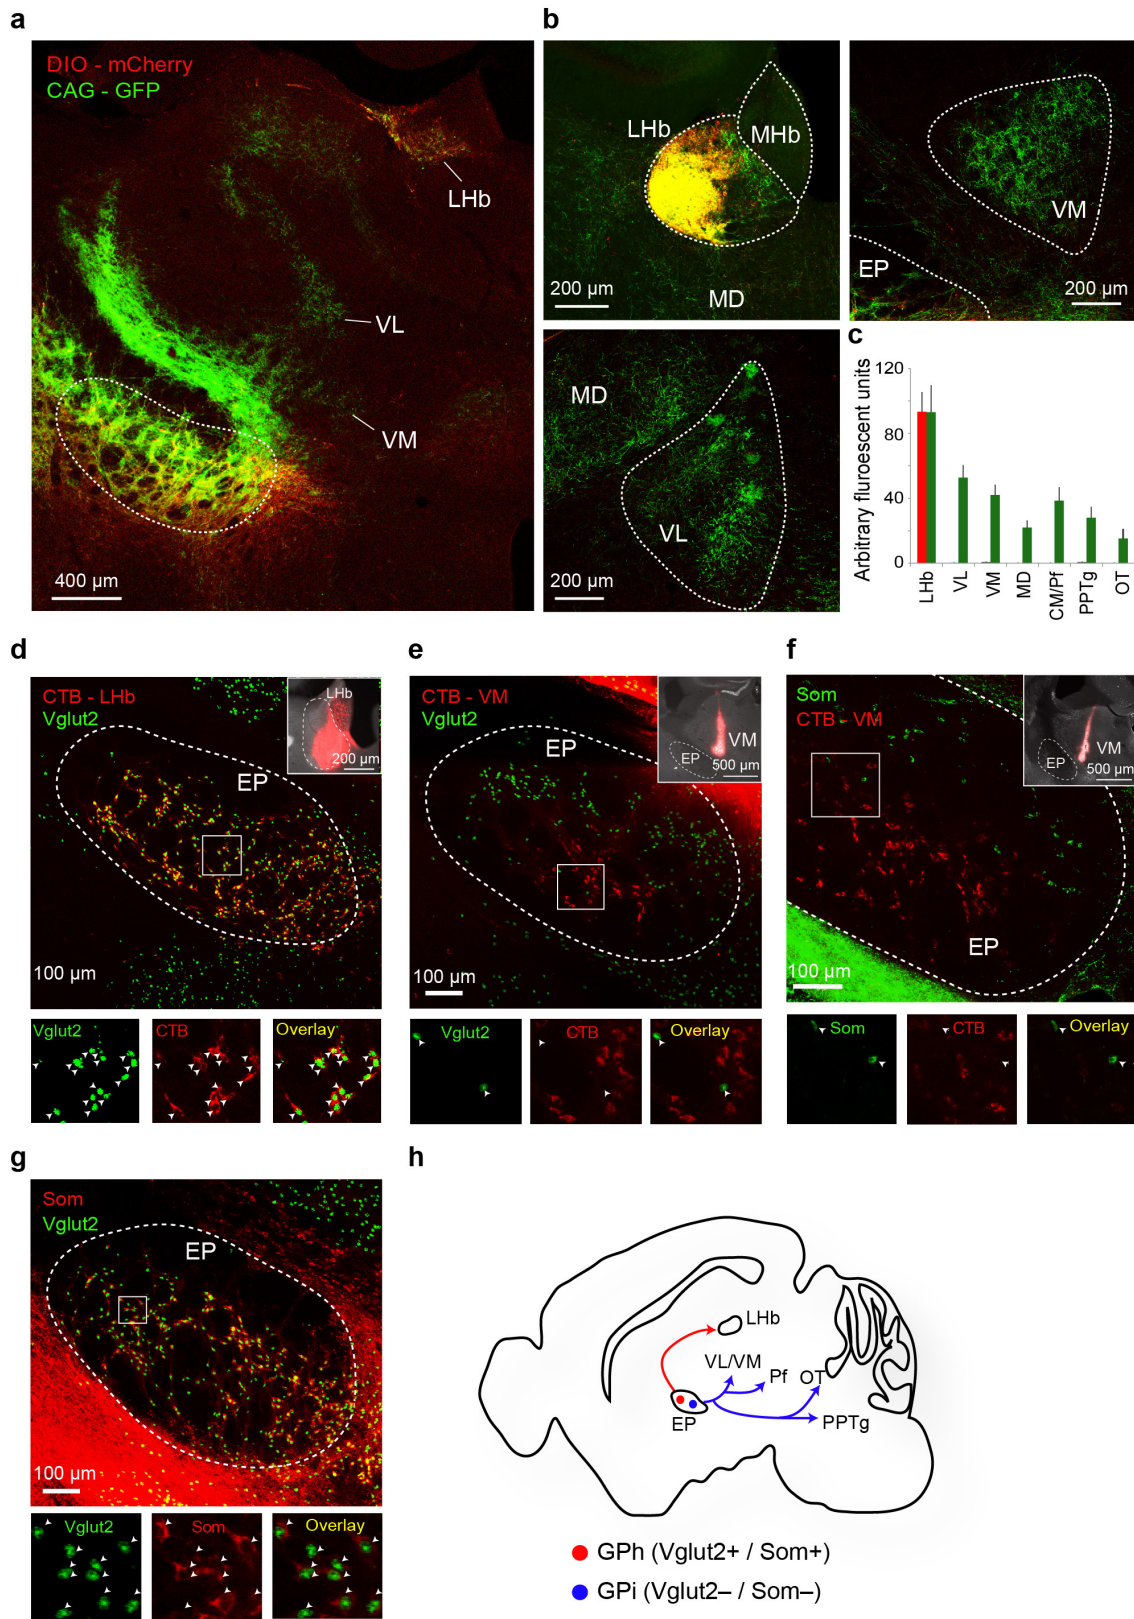 a
DIO - mCherry
CAG - GFP
LHb
VL
VM
400 µm
b
LHb
MHb
MD
200 µm
VM
EP
200 µm
MD
VL
200 µm
c
Arbitrary fluroescent units
120
80
40
0
LHb
VL
VM
MD
CM/Pf
PPTg
OT
d
CTB - LHb
Vglut2
LHb
200 µm
EP
100 µm
Vglut2
CTB
Overlay
e
CTB - VM
Vglut2
VM
EP
500 µm
EP
100 µm
Vglut2
CTB
Overlay
f
Som
CTB - VM
VM
EP
500 µm
EP
100 µm
Som
CTB
Overlay
g
Som
Vglut2
EP
100 µm
Vglut2
Som
Overlay
h
LHb
VL/VM
Pf
OT
EP
PPTg
GPh (Vglut2+ / Som+)
GPi (Vglut2– / Som–)